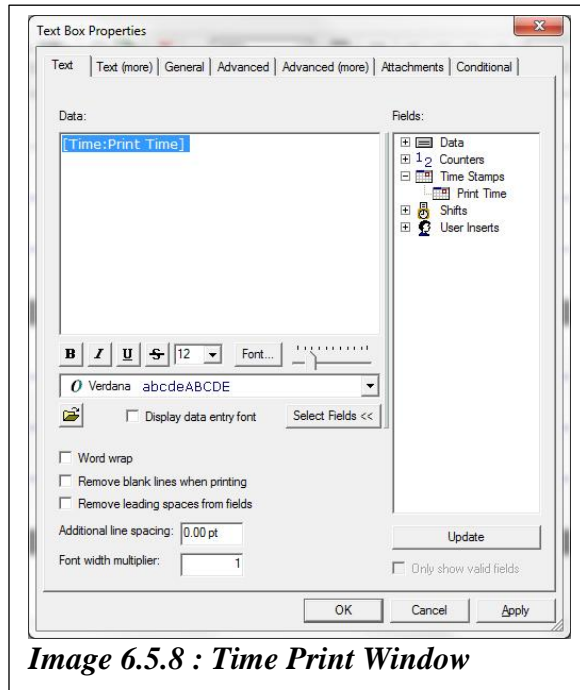 Text Box Properties
Text
Text (more)
General
Advanced
Advanced (more)
Attachments
Conditional
Data:
[Time:Print Time]
Fields:
Data
1 2 Counters
Time Stamps
Print Time
Shifts
User Inserts
B I U S 12 Font...
O Verdana abcdeABCDE
Display data entry font
Select Fields <<
Word wrap
Remove blank lines when printing
Remove leading spaces from fields
Additional line spacing: 0.00 pt
Font width multiplier: 1
Update
Only show valid fields
OK
Cancel
Apply
Image 6.5.8 : Time Print Window